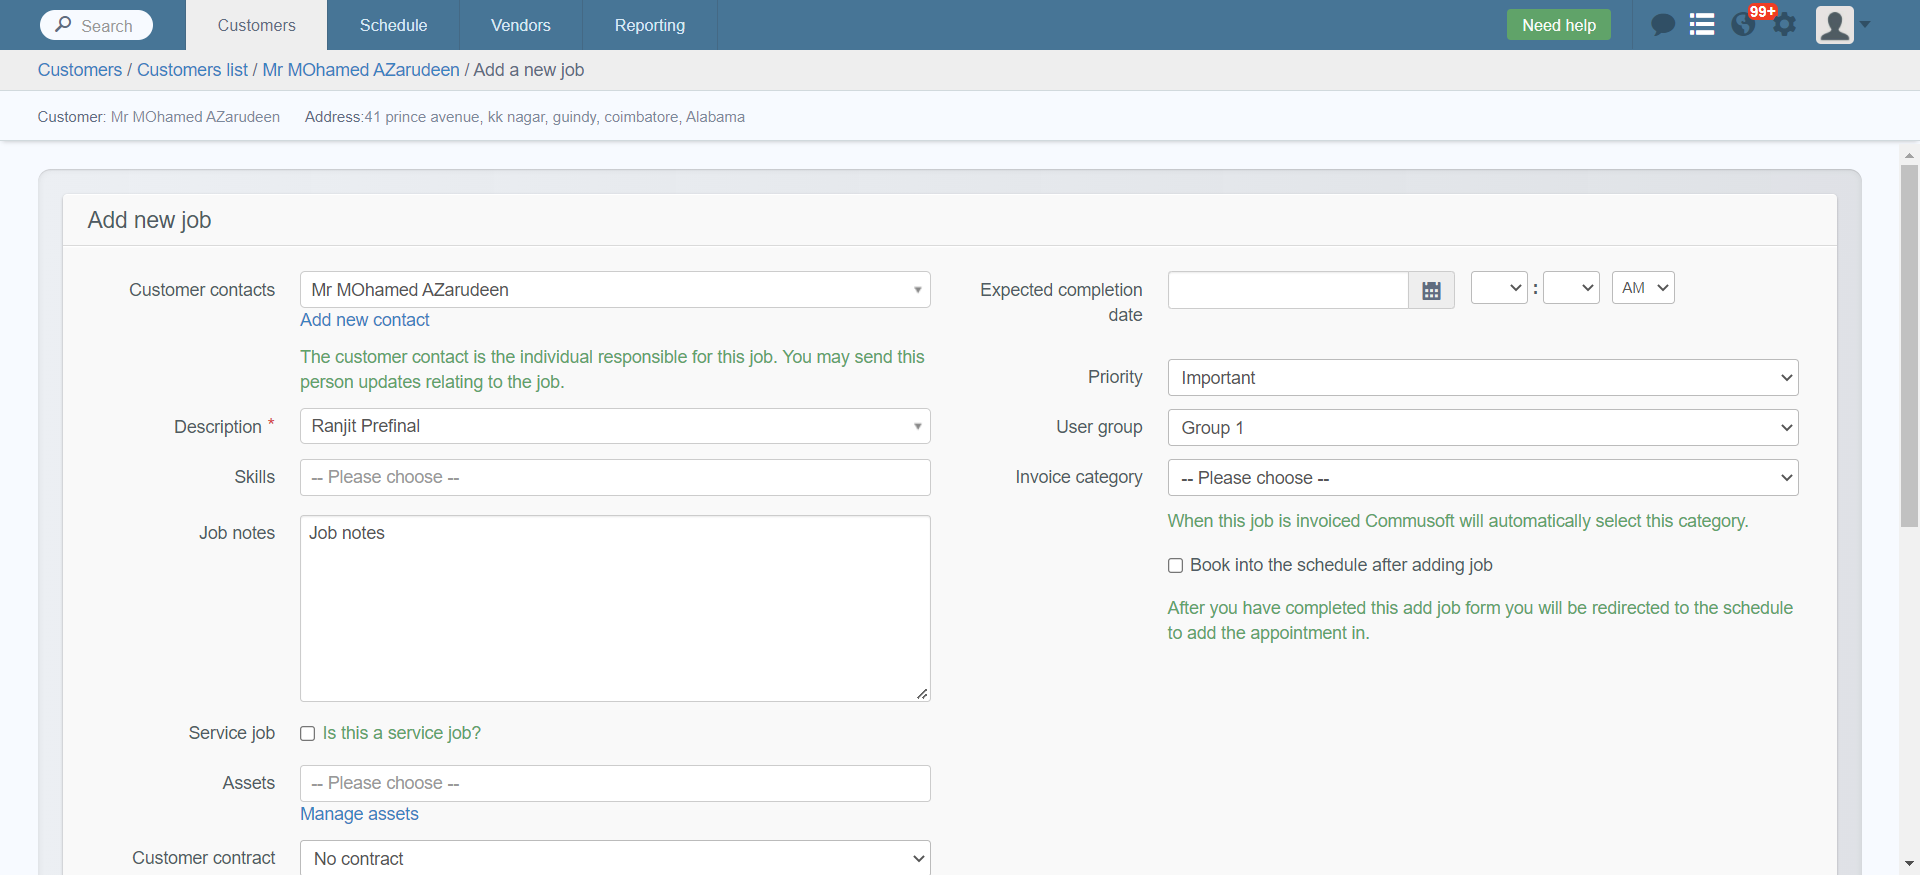 Search
Customers
Schedule
Vendors
Reporting
Need help
99+
Customers / Customers list / Mr MOhamed AZarudeen / Add a new job
Customer: Mr MOhamed AZarudeen Address:41 prince avenue, kk nagar, guindy, coimbatore, Alabama
Add new job
Customer contacts
Mr MOhamed AZarudeen
Add new contact
The customer contact is the individual responsible for this job. You may send this
person updates relating to the job.
Description *
Ranjit Prefinal
Skills
-- Please choose --
Job notes
Job notes
Service job
Is this a service job?
Assets
-- Please choose --
Manage assets
Customer contract
No contract
Expected completion
date
:
AM
Priority
Important
User group
Group 1
Invoice category
-- Please choose --
When this job is invoiced Commusoft will automatically select this category.
Book into the schedule after adding job
After you have completed this add job form you will be redirected to the schedule
to add the appointment in.